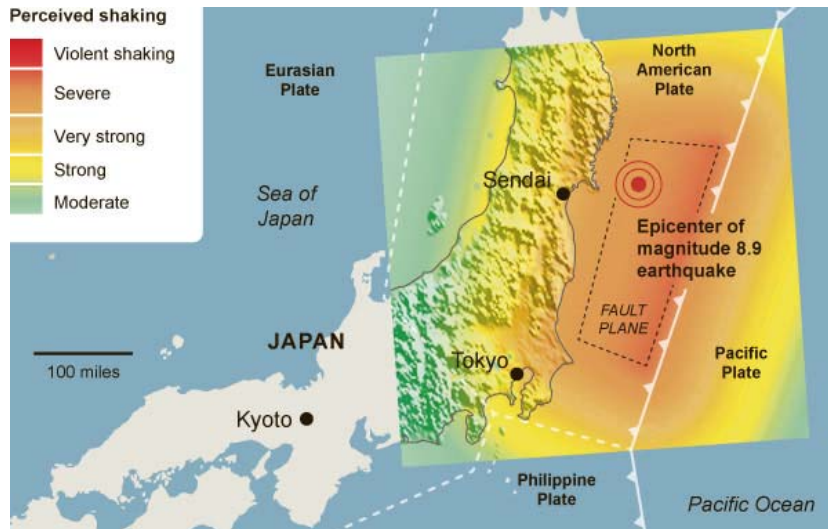 Perceived shaking
Violent shaking
Severe
Very strong
Strong
Moderate
Eurasian
Plate
North
American
Plate
Sea of
Japan
Sendai
Epicenter of
magnitude 8.9
earthquake
FAULT
PLANE
JAPAN
100 miles
Tokyo
Pacific
Plate
Kyoto
Philippine
Plate
Pacific Ocean